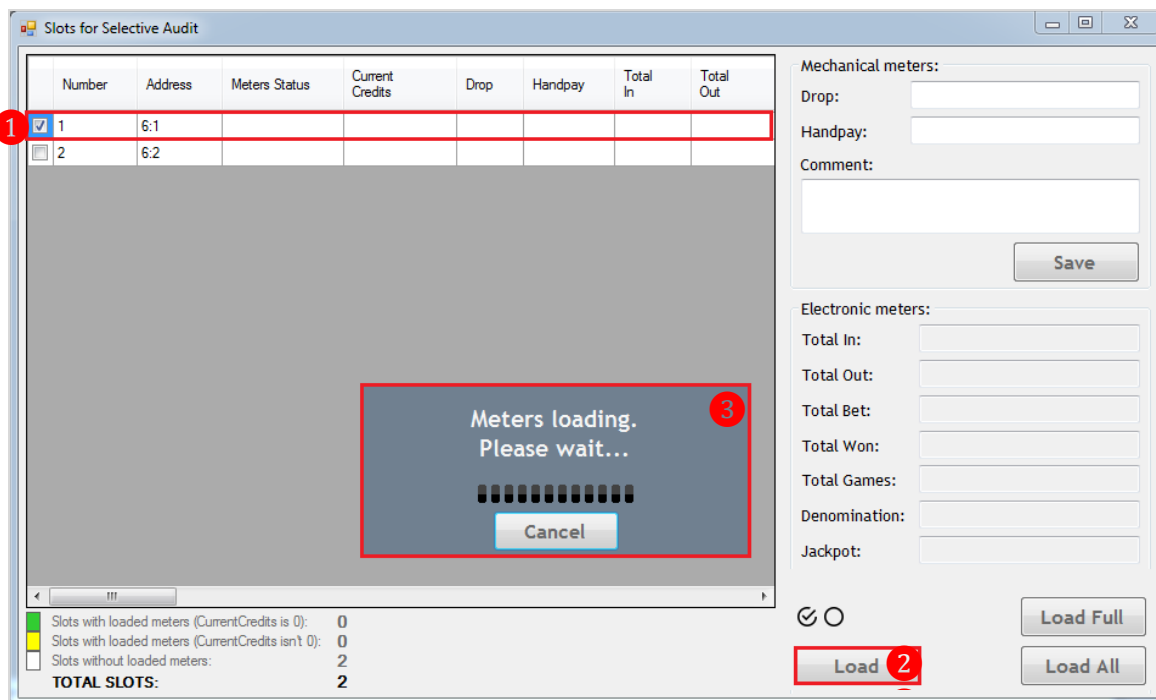 Slots for Selective Audit
Number Address Meters Status Current Credits Drop Handpay Total In Total Out
1
1 6:1
2 6:2
Meters loading.
Please wait...
3
Cancel
Slots with loaded meters (CurrentCredits is 0): 0
Slots with loaded meters (CurrentCredits isn't 0): 0
Slots without loaded meters: 2
TOTAL SLOTS: 2
Mechanical meters:
Drop:
Handpay:
Comment:
Save
Electronic meters:
Total In:
Total Out:
Total Bet:
Total Won:
Total Games:
Denomination:
Jackpot:
Load Full
Load 2
Load All